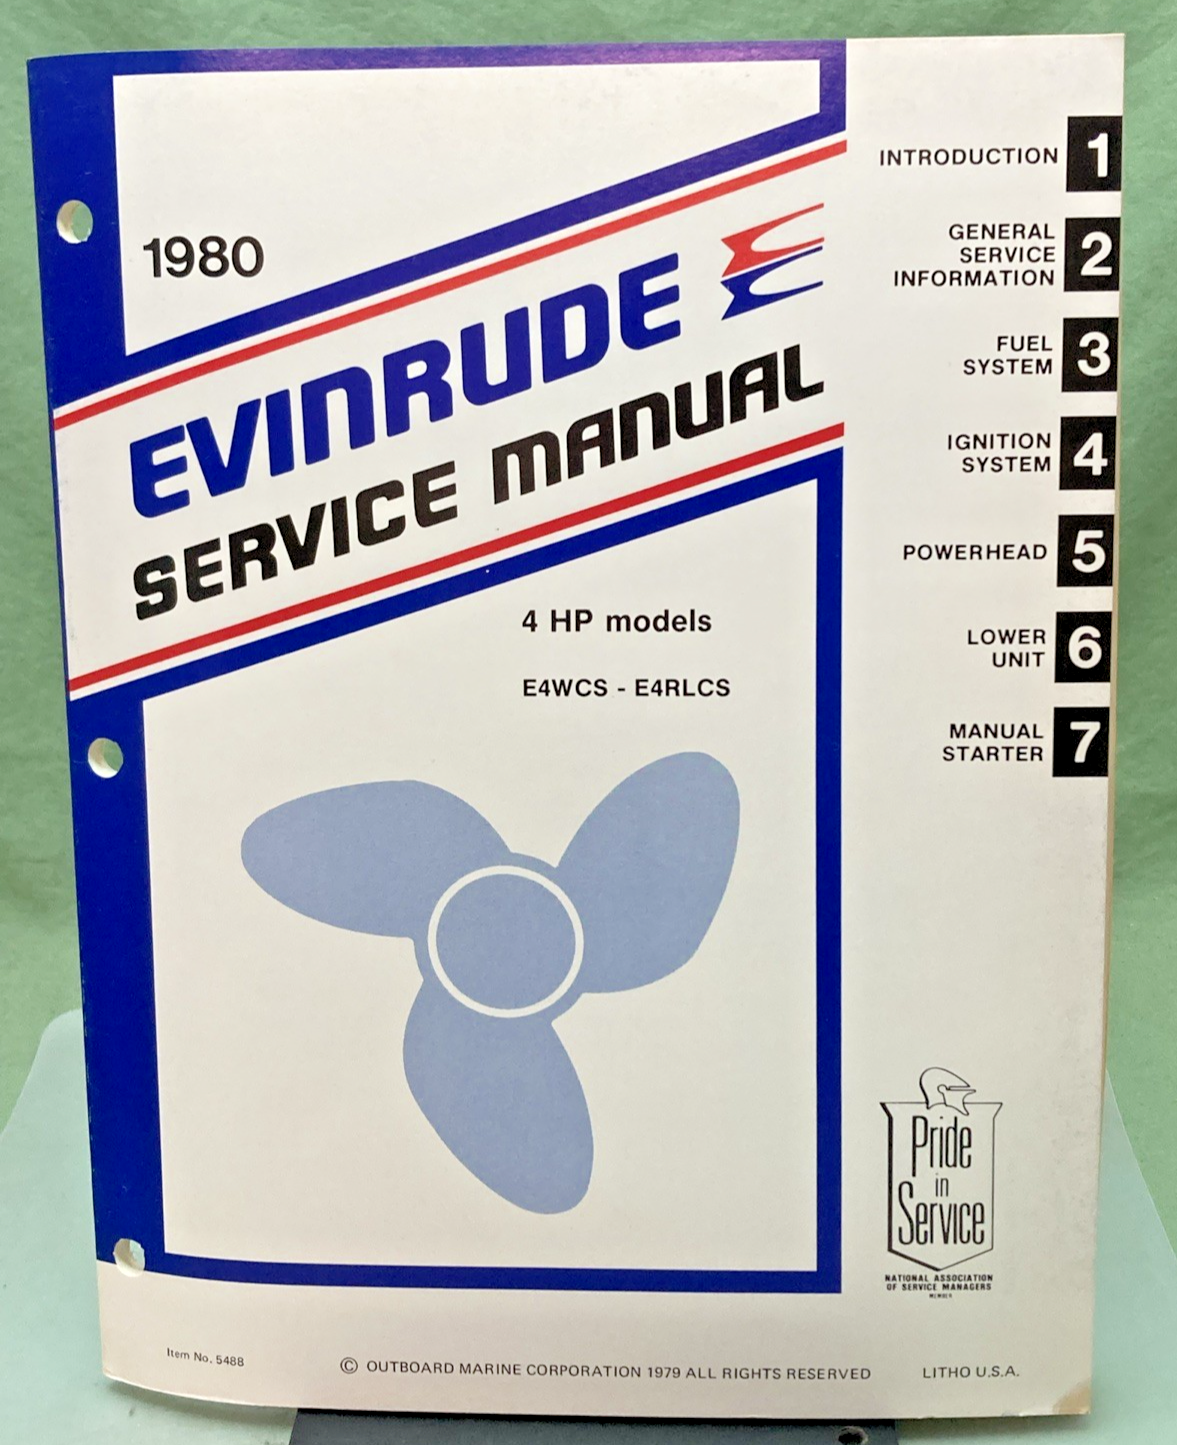 1980
EVINRUDE
SERVICE MANUAL
4 HP models
E4WCS - E4RLCS
INTRODUCTION 1
GENERAL
SERVICE
INFORMATION 2
FUEL
SYSTEM 3
IGNITION
SYSTEM 4
POWERHEAD 5
LOWER
UNIT 6
MANUAL
STARTER 7
Pride
in
Service
NATIONAL ASSOCIATION
OF SERVICE MANAGERS
MEMBER
Item No. 5488
© OUTBOARD MARINE CORPORATION 1979 ALL RIGHTS RESERVED
LITHO U.S.A.